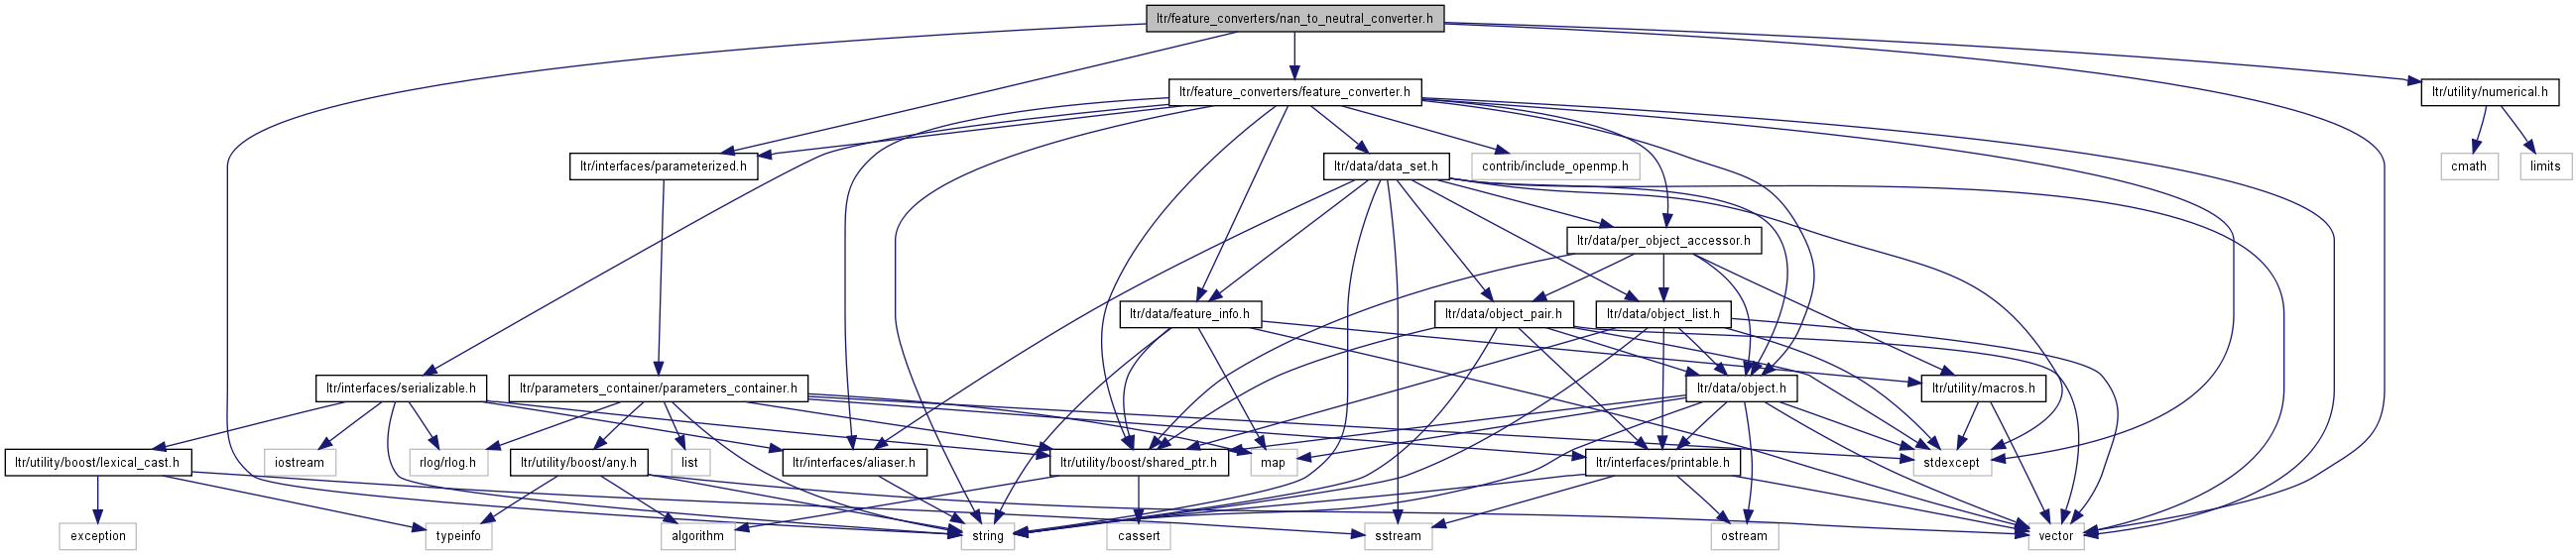 ltr/feature_converters/nan_to_neutral_converter.h
ltr/feature_converters/feature_converter.h
ltr/utility/numerical.h
ltr/interfaces/parameterized.h
ltr/data/data_set.h
contrib/include_openmp.h
cmath
limits
ltr/data/per_object_accessor.h
ltr/data/feature_info.h
ltr/data/object_pair.h
ltr/data/object_list.h
ltr/interfaces/serializable.h
ltr/parameters_container/parameters_container.h
ltr/data/object.h
ltr/utility/macros.h
ltr/utility/boost/lexical_cast.h
iostream
rlog/rlog.h
ltr/utility/boost/any.h
list
ltr/interfaces/aliaser.h
ltr/utility/boost/shared_ptr.h
map
ltr/interfaces/printable.h
stdexcept
exception
typeinfo
algorithm
string
cassert
sstream
ostream
vector